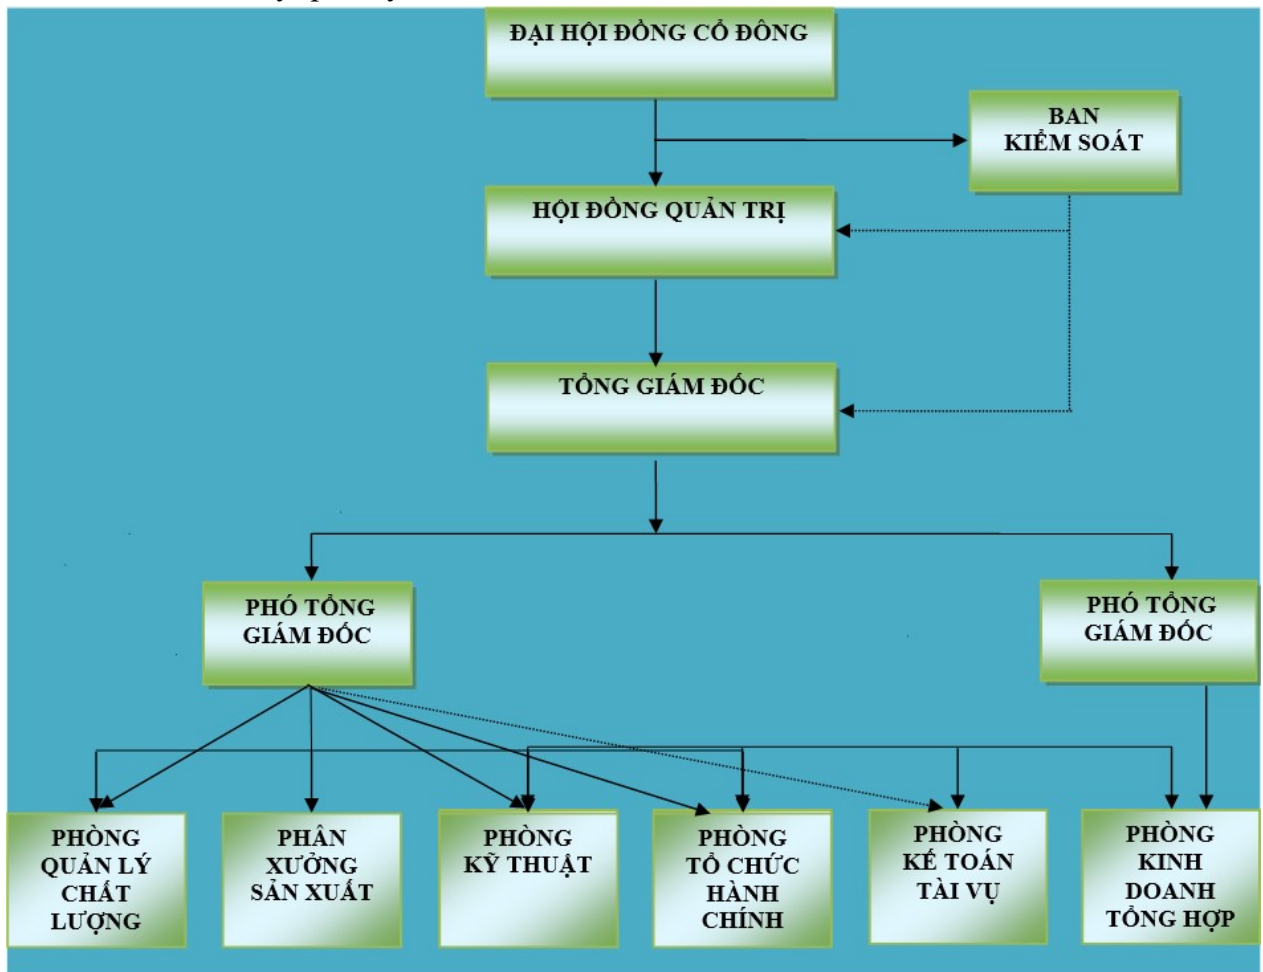 ĐẠI HỘI ĐỒNG CỔ ĐÔNG
BAN
KIỂM SOÁT
HỘI ĐỒNG QUẢN TRỊ
TỔNG GIÁM ĐỐC
PHÓ TỔNG
GIÁM ĐỐC
PHÓ TỔNG
GIÁM ĐỐC
PHÒNG
QUẢN LÝ
CHẤT
LƯỢNG
PHÂN
XƯỞNG
SẢN XUẤT
PHÒNG
KỸ THUẬT
PHÒNG
TỔ CHỨC
HÀNH
CHÍNH
PHÒNG
KẾ TOÁN
TÀI VỤ
PHÒNG
KINH
DOANH
TỔNG HỢP